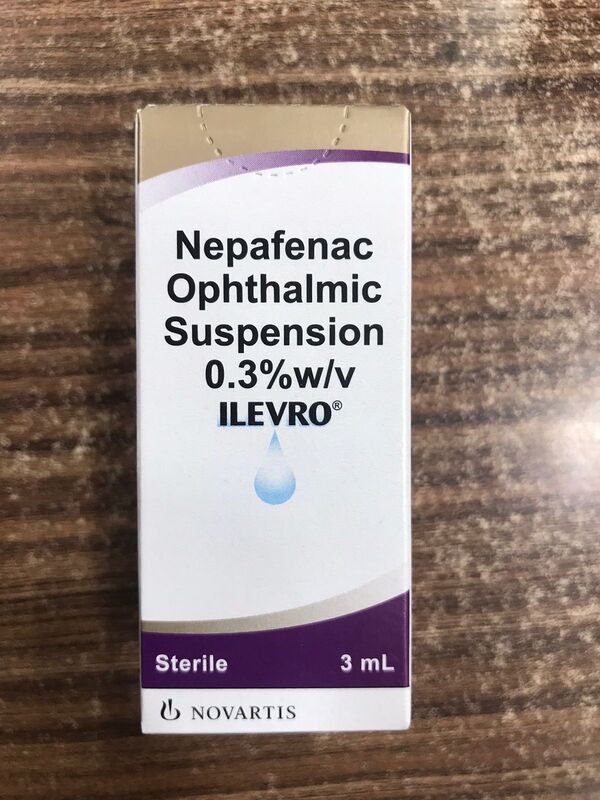 Nepafenac
Ophthalmic
Suspension
0.3%w/v
ILEVRO®
Sterile 3 mL
NOVARTIS